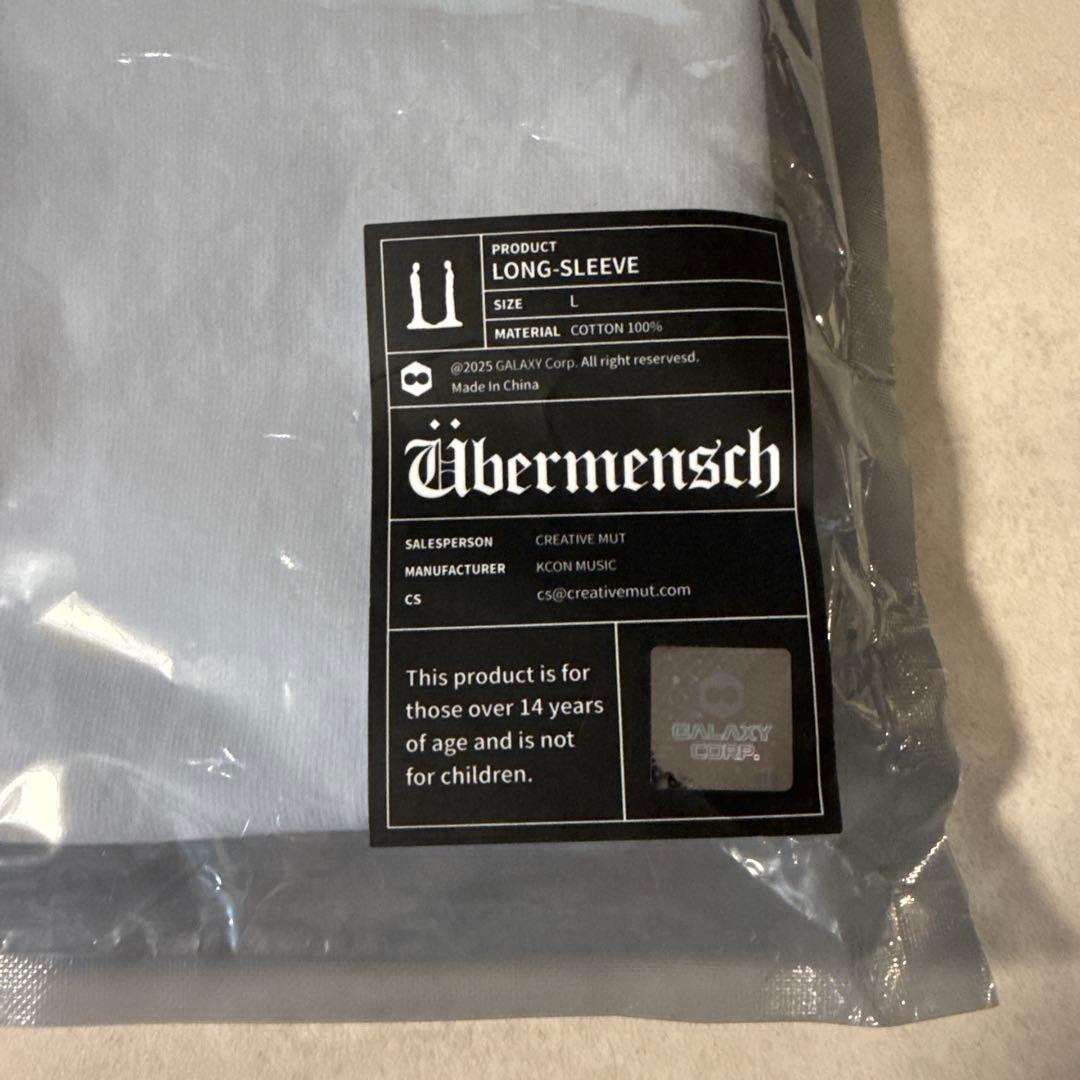 PRODUCT
LONG-SLEEVE
SIZE L
MATERIAL COTTON 100%
@2025 GALAXY Corp. All right reservesd.
Made In China
Übermensch
SALESPERSON CREATIVE MUT
MANUFACTURER KCON MUSIC
CS cs@creativemut.com
This product is for
those over 14 years
of age and is not
for children.
GALAXY
CORP.